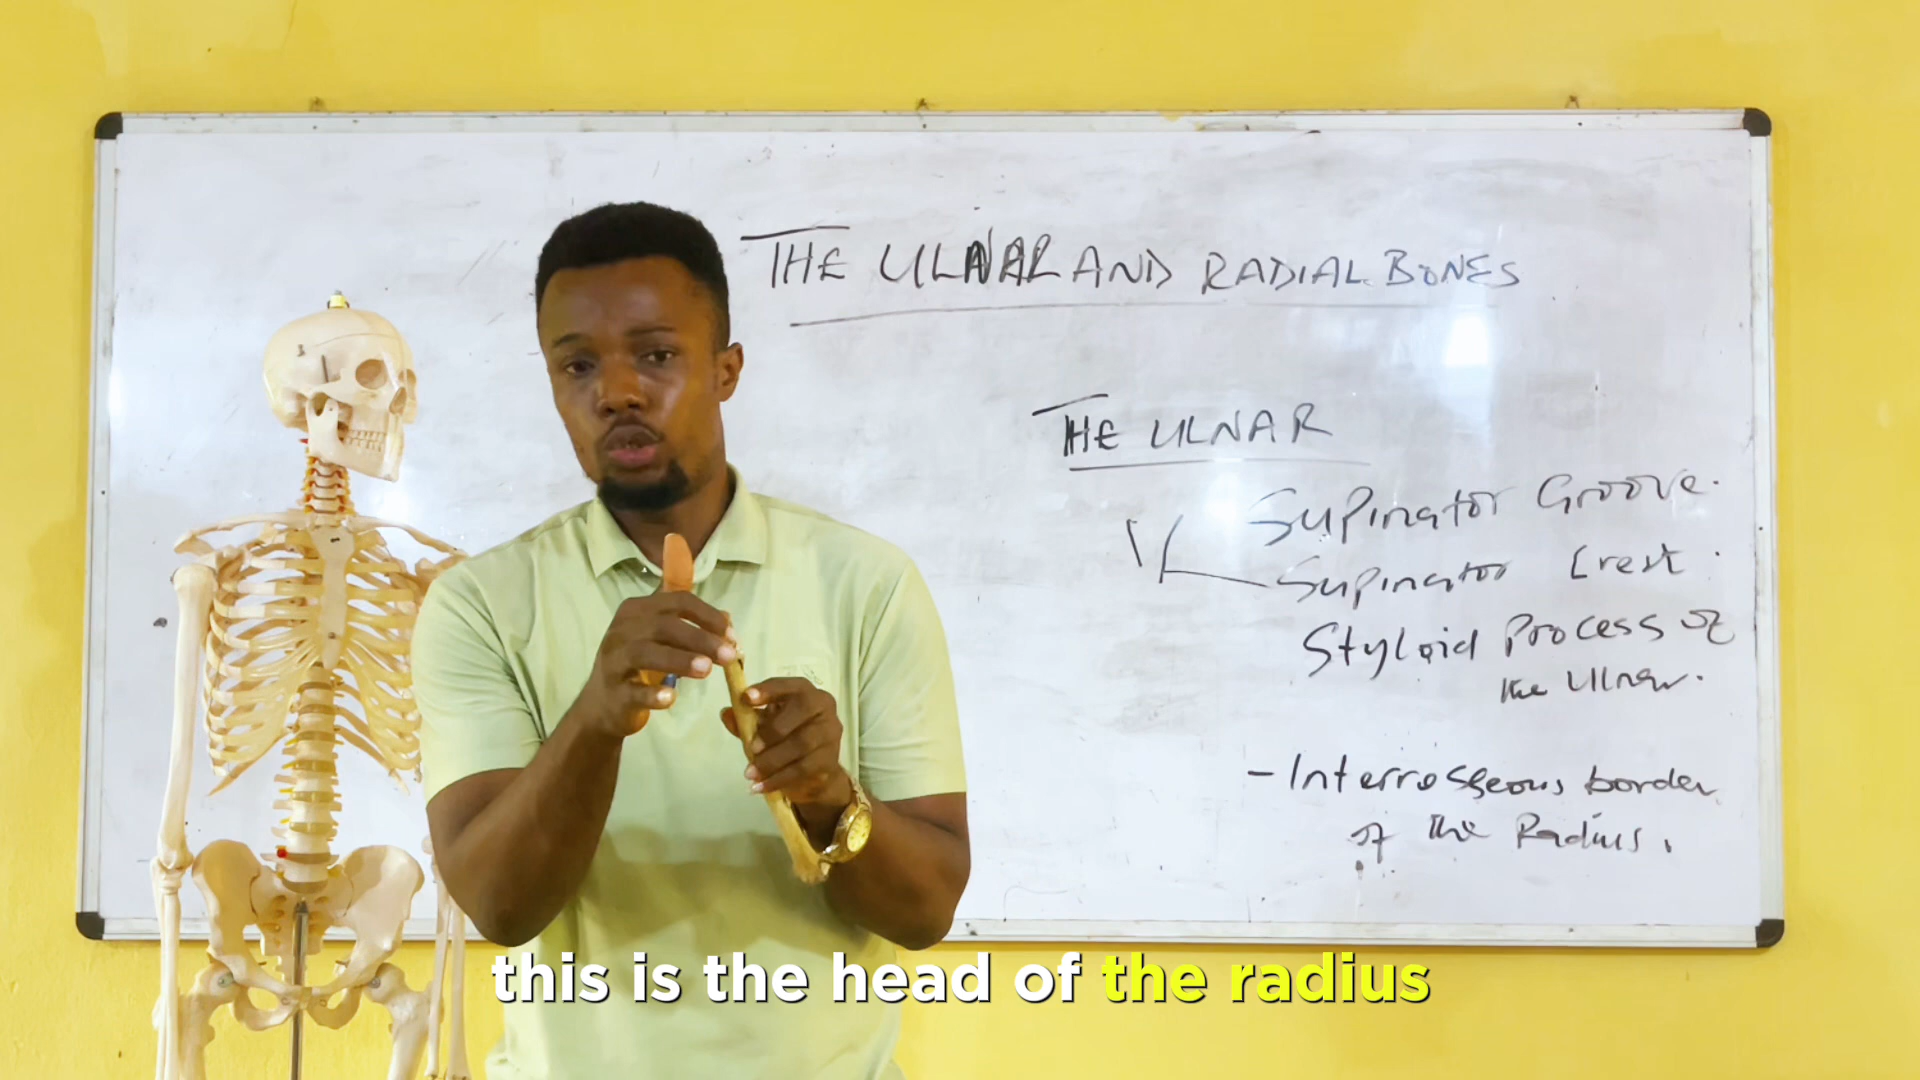 THE ULNAR AND RADIAL BONES
THE ULNAR
Supinator Groove.
Supinator Crest.
Styloid Process of
the Ulnar.
- Interrosseous border
of the Radius.
this is the head of the radius